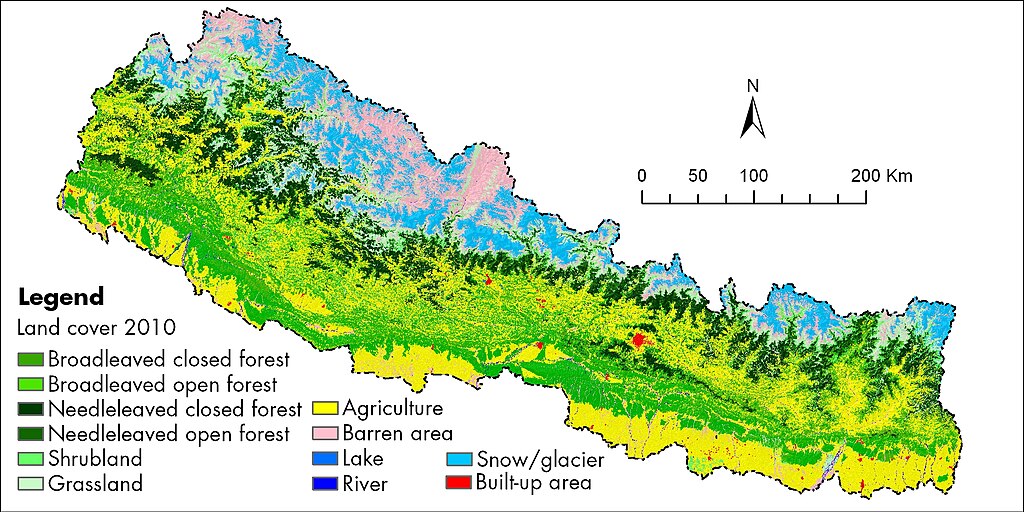 N
0 50 100 200 Km
Legend
Land cover 2010
Broadleaved closed forest
Broadleaved open forest
Needleleaved closed forest
Needleleaved open forest
Shrubland
Grassland
Agriculture
Barren area
Lake
River
Snow/glacier
Built-up area